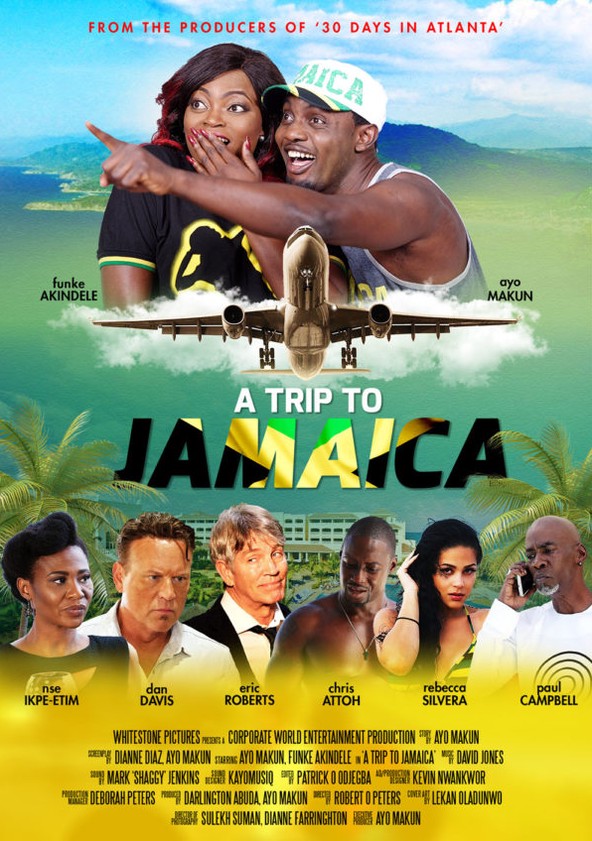 FROM THE PRODUCERS OF ‘30 DAYS IN ATLANTA’
MAICA
funke
AKINDELE
ayo
MAKUN
A TRIP TO
JAMAICA
nse
IKPE-ETIM
dan
DAVIS
eric
ROBERTS
chris
ATTOH
rebecca
SILVERA
paul
CAMPBELL
WHITESTONE PICTURES PRESENTS A CORPORATE WORLD ENTERTAINMENT PRODUCTION STORY BY AYO MAKUN
SCREENPLAY BY DIANNE DIAZ, AYO MAKUN STARRING AYO MAKUN, FUNKE AKINDELE IN ‘A TRIP TO JAMAICA’ MUSIC BY DAVID JONES
SOUND BY MARK ‘SHAGGY’ JENKINS SOUND DESIGNER KAYOMUSIQ EDITED BY PATRICK O ODJEGBA AD/PRODUCTION DESIGNER KEVIN NWANKWOR
PRODUCTION MANAGER DEBORAH PETERS PRODUCED BY DARLINGTON ABUDA, AYO MAKUN DIRECTED BY ROBERT O PETERS COVER ART BY LEKAN OLADUNWO
DIRECTOR OF PHOTOGRAPHY SULEKH SUMAN, DIANNE FARRINGTON EXECUTIVE PRODUCER AYO MAKUN